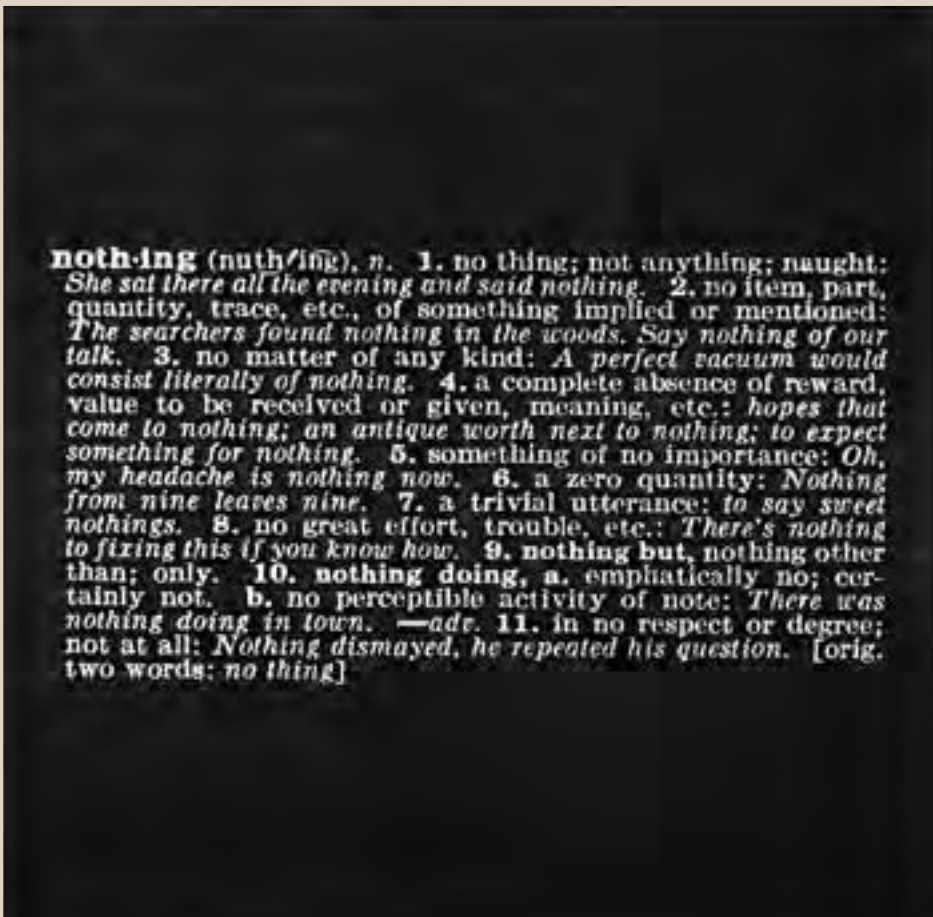 noth·ing (nuth′ing), n. 1. no thing; not anything; naught:
She sat there all the evening and said nothing. 2. no item, part,
quantity, trace, etc., of something implied or mentioned:
The searchers found nothing in the woods. Say nothing of our
talk. 3. no matter of any kind: A perfect vacuum would
consist literally of nothing. 4. a complete absence of reward,
value to be received or given, meaning, etc.: hopes that
come to nothing; an antique worth next to nothing; to expect
something for nothing. 5. something of no importance: Oh,
my headache is nothing now. 6. a zero quantity: Nothing
from nine leaves nine. 7. a trivial utterance: to say sweet
nothings. 8. no great effort, trouble, etc.: There's nothing
to fixing this if you know how. 9. nothing but, nothing other
than; only. 10. nothing doing, a. emphatically no; cer-
tainly not. b. no perceptible activity of note: There was
nothing doing in town. —adv. 11. in no respect or degree;
not at all: Nothing dismayed, he repeated his question. [orig.
two words: no thing]